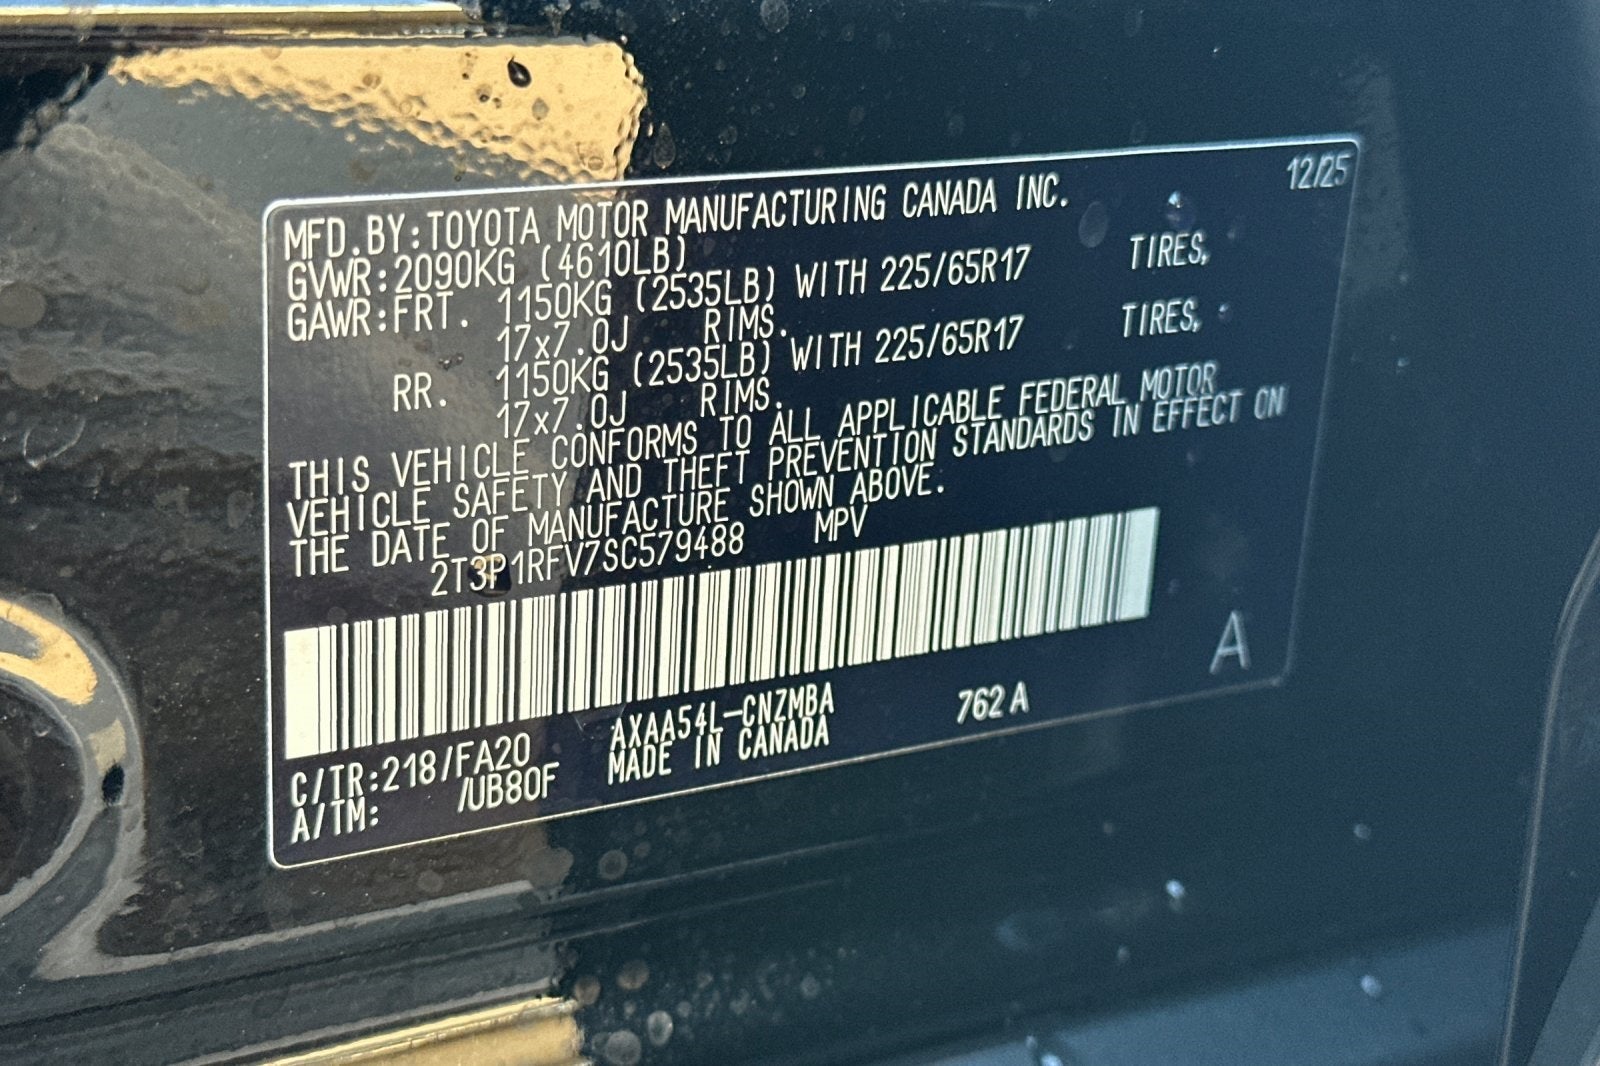 12/25
MFD.BY:TOYOTA MOTOR MANUFACTURING CANADA INC.
GVWR:2090KG (4610LB)
GAWR:FRT. 1150KG (2535LB) WITH 225/65R17 TIRES,
17x7.0J RIMS.
RR. 1150KG (2535LB) WITH 225/65R17 TIRES,
17x7.0J RIMS.
THIS VEHICLE CONFORMS TO ALL APPLICABLE FEDERAL MOTOR
VEHICLE SAFETY AND THEFT PREVENTION STANDARDS IN EFFECT ON
THE DATE OF MANUFACTURE SHOWN ABOVE.
2T3P1RFV7SC579488 MPV
A
C/TR:218/FA20 AXAA54L-CNZMBA 762 A
A/TM: /UB80F MADE IN CANADA